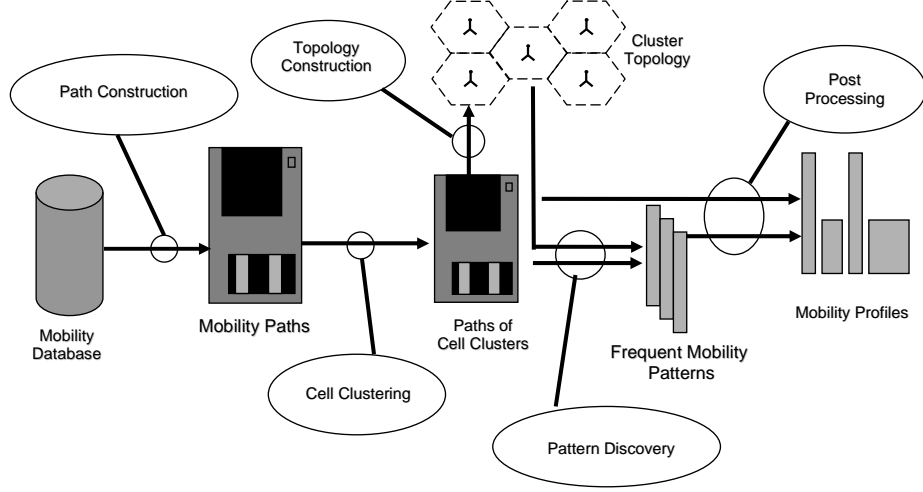 Topology
Construction
Cluster
Topology
Post
Processing
Path Construction
Mobility
Database
Mobility Paths
Paths of
Cell Clusters
Mobility Profiles
Frequent Mobility
Patterns
Cell Clustering
Pattern Discovery